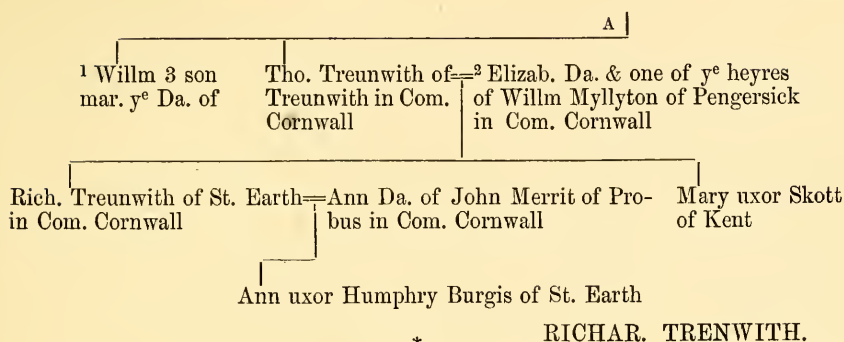 A
¹ Willm 3 son
mar. yᵉ Da. of
Tho. Treunwith of
Treunwith in Com.
Cornwall
² Elizab. Da. & one of yᵉ heyres
of Willm Myllyton of Pengersick
in Com. Cornwall
Rich. Treunwith of St. Earth
in Com. Cornwall
Ann Da. of John Merrit of Pro-
bus in Com. Cornwall
Mary uxor Skott
of Kent
Ann uxor Humphry Burgis of St. Earth
* RICHAR. TRENWITH.